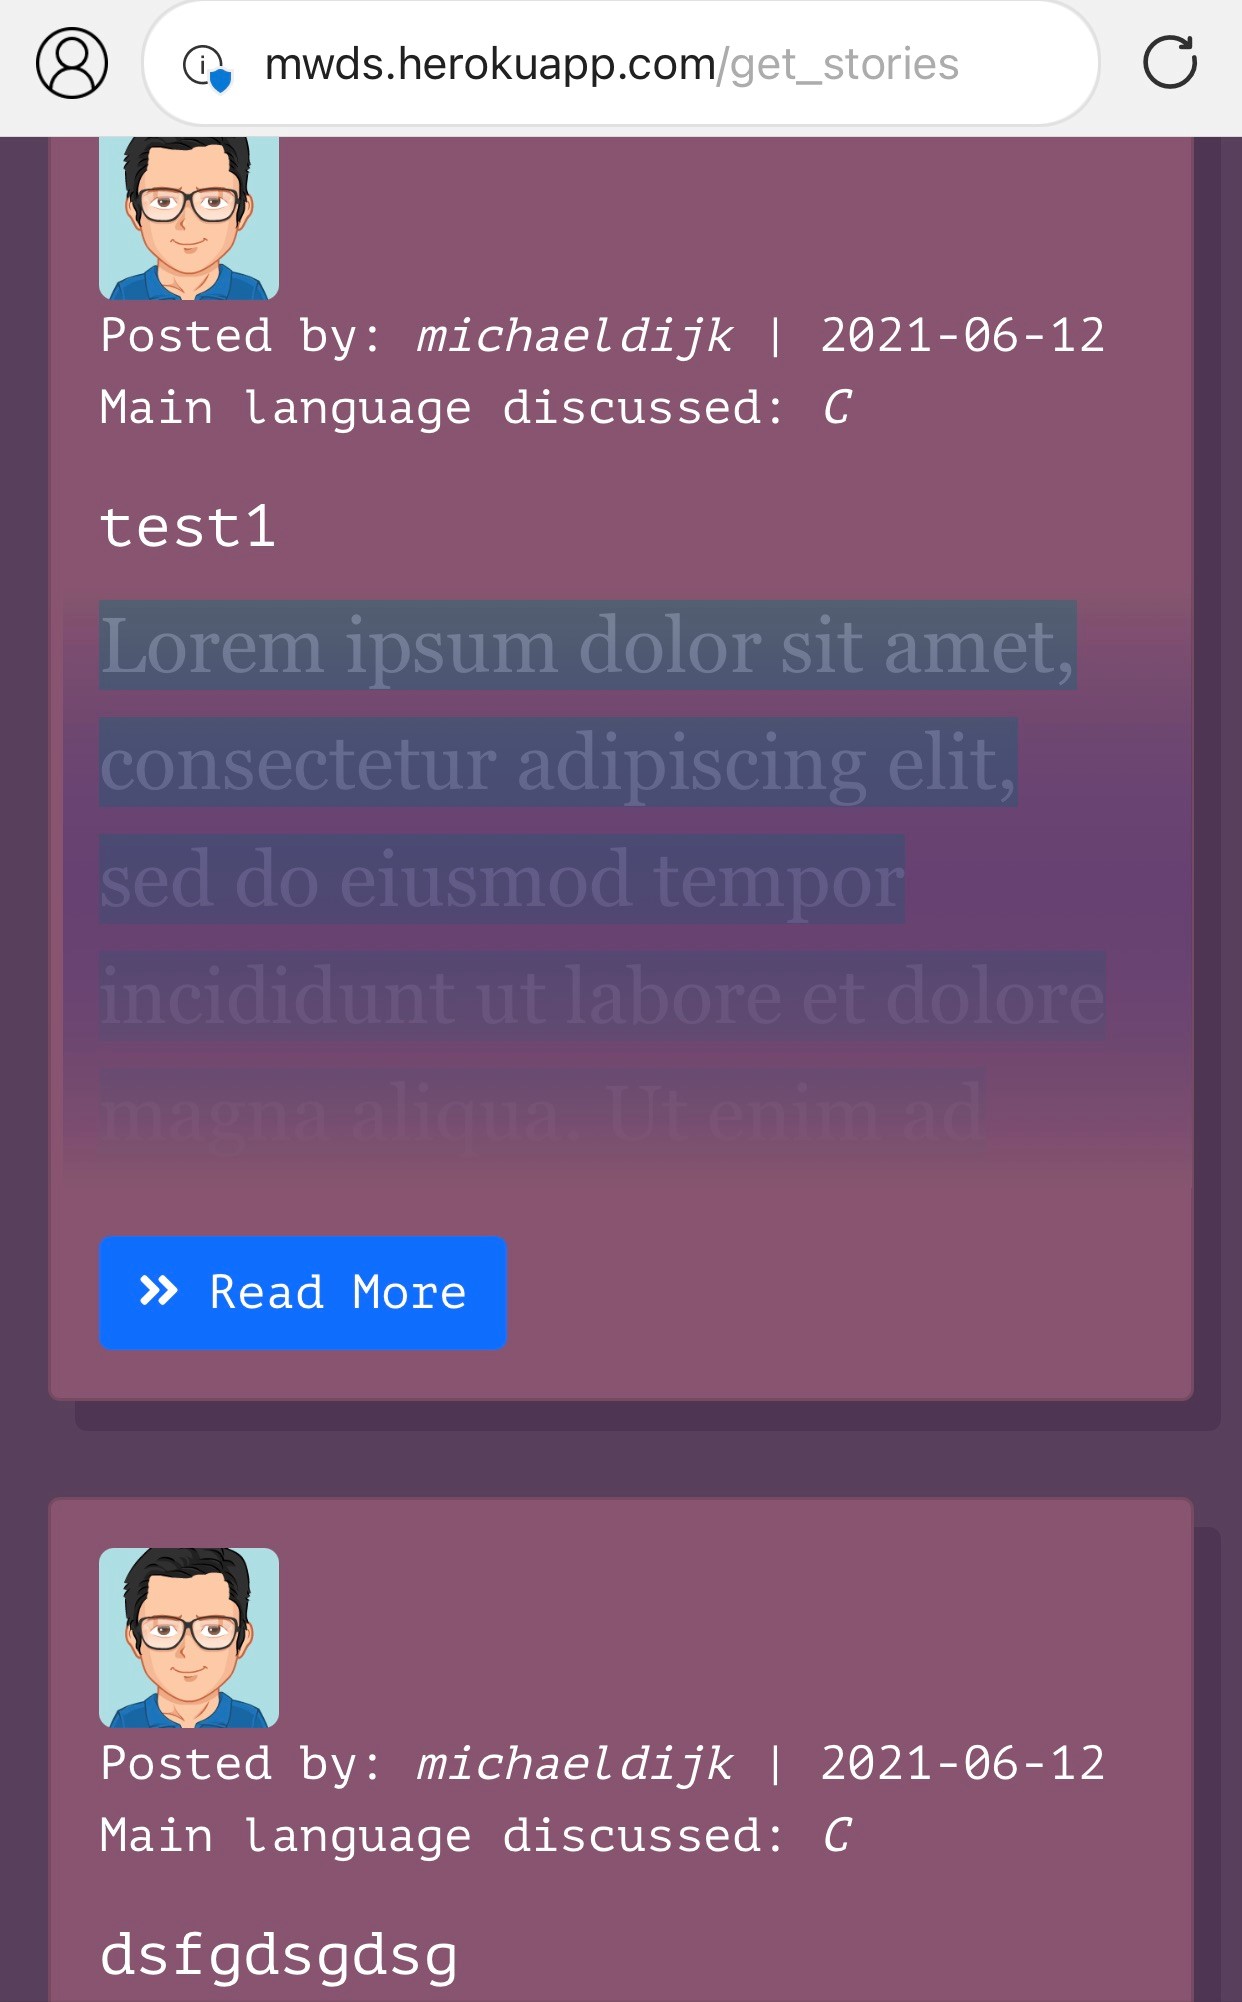 mwds.herokuapp.com/get_stories
Posted by: michaeldijk | 2021-06-12
Main language discussed: C
test1
Lorem ipsum dolor sit amet,
consectetur adipiscing elit,
sed do eiusmod tempor
incididunt ut labore et dolore
magna aliqua. Ut enim ad
Read More
Posted by: michaeldijk | 2021-06-12
Main language discussed: C
dsfgdsgdsg